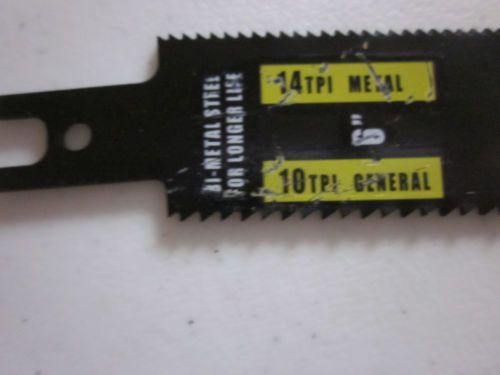 BI-METAL STEEL
FOR LONGER LIFE
14TPI METAL
6"
10TPI GENERAL